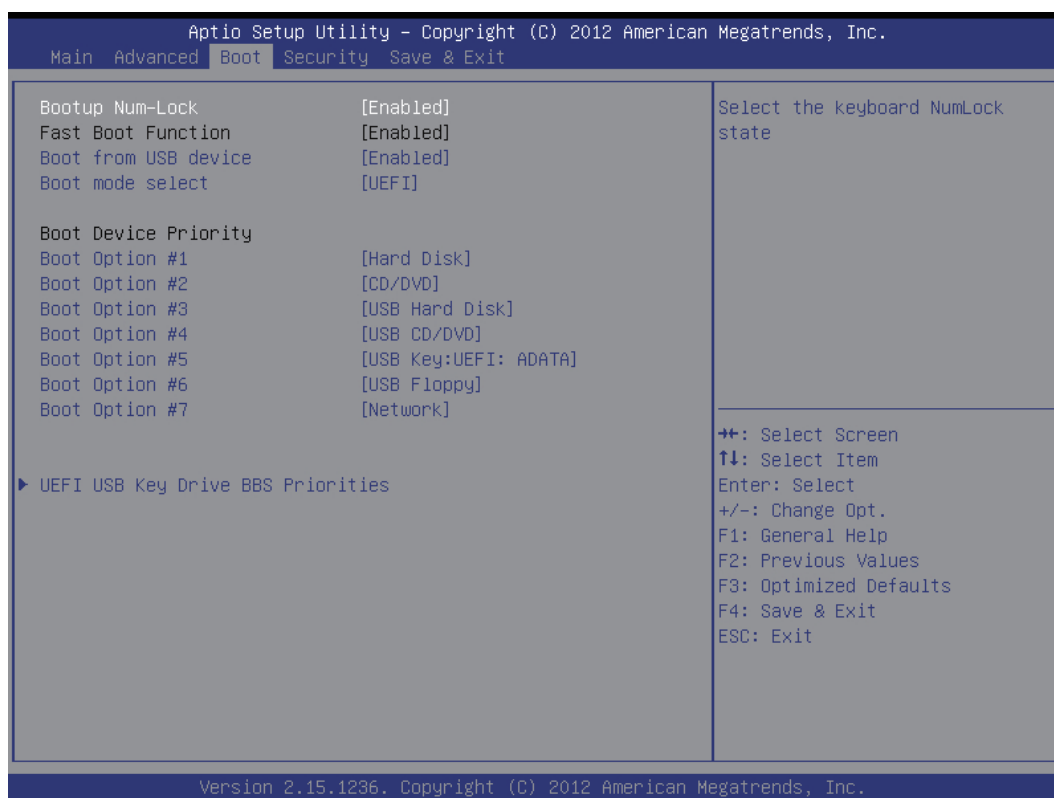 Aptio Setup Utility – Copyright (C) 2012 American Megatrends, Inc.
Main Advanced Boot Security Save & Exit
Bootup Num-Lock [Enabled]
Fast Boot Function [Enabled]
Boot from USB device [Enabled]
Boot mode select [UEFI]
Boot Device Priority
Boot Option #1 [Hard Disk]
Boot Option #2 [CD/DVD]
Boot Option #3 [USB Hard Disk]
Boot Option #4 [USB CD/DVD]
Boot Option #5 [USB Key:UEFI: ADATA]
Boot Option #6 [USB Floppy]
Boot Option #7 [Network]
UEFI USB Key Drive BBS Priorities
Select the keyboard NumLock
state
→←: Select Screen
↑↓: Select Item
Enter: Select
+/-: Change Opt.
F1: General Help
F2: Previous Values
F3: Optimized Defaults
F4: Save & Exit
ESC: Exit
Version 2.15.1236. Copyright (C) 2012 American Megatrends, Inc.